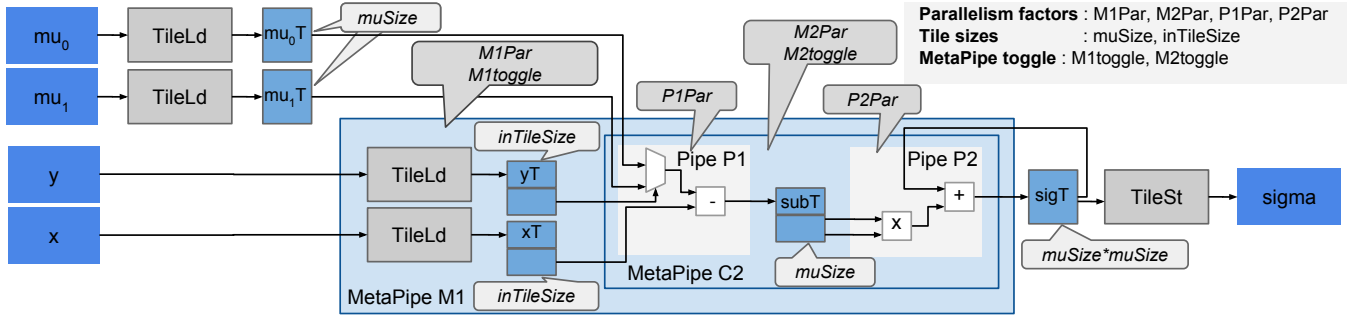 mu0 TileLd mu0T muSize
mu1 TileLd mu1T
M1Par
M1toggle
M2Par
M2toggle
Parallelism factors : M1Par, M2Par, P1Par, P2Par
Tile sizes : muSize, inTileSize
MetaPipe toggle : M1toggle, M2toggle
P1Par
P2Par
inTileSize
Pipe P1
Pipe P2
y TileLd yT
x TileLd xT
-
subT
x
+
sigT
TileSt
sigma
inTileSize
muSize
muSize*muSize
MetaPipe C2
MetaPipe M1